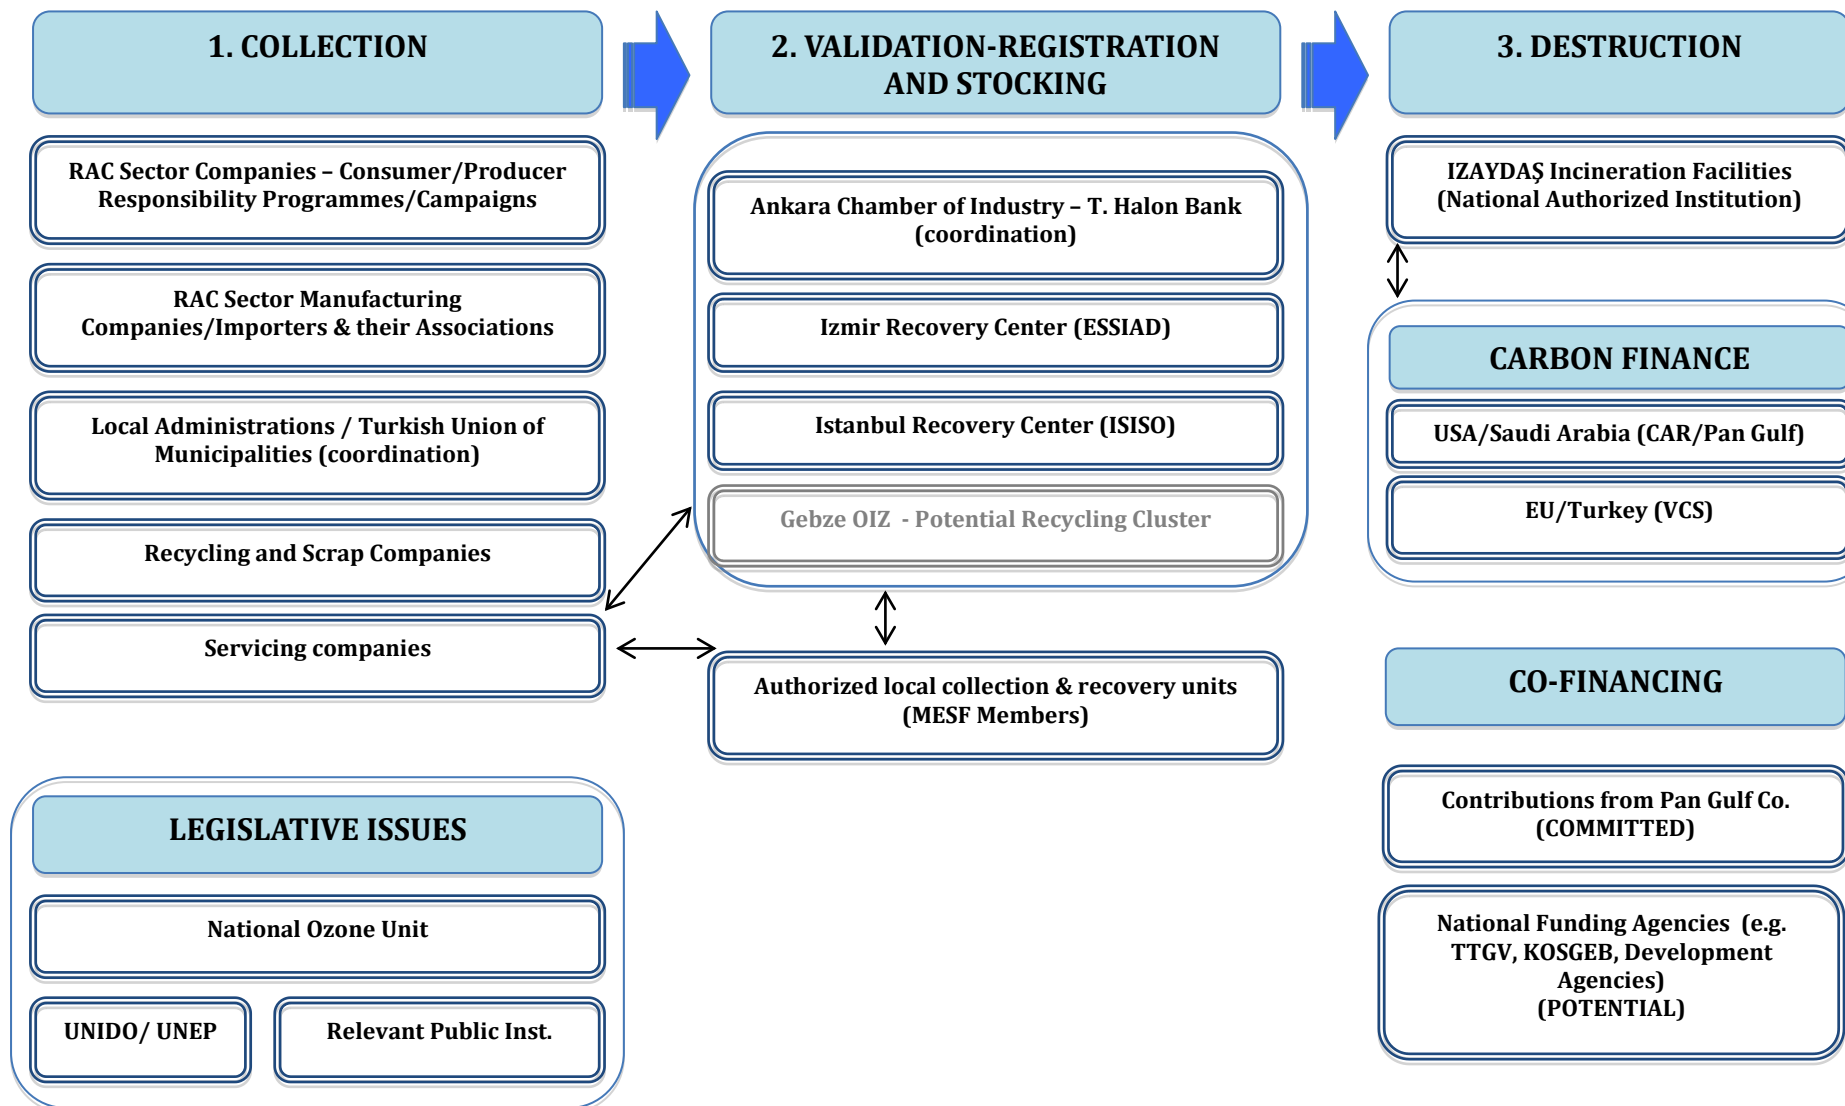 1. COLLECTION
RAC Sector Companies – Consumer/Producer
Responsibility Programmes/Campaigns
RAC Sector Manufacturing
Companies/Importers & their Associations
Local Administrations / Turkish Union of
Municipalities (coordination)
Recycling and Scrap Companies
Servicing companies
2. VALIDATION-REGISTRATION
AND STOCKING
Ankara Chamber of Industry – T. Halon Bank
(coordination)
Izmir Recovery Center (ESSIAD)
Istanbul Recovery Center (ISISO)
Gebze OIZ - Potential Recycling Cluster
Authorized local collection & recovery units
(MESF Members)
3. DESTRUCTION
IZAYDAŞ Incineration Facilities
(National Authorized Institution)
CARBON FINANCE
USA/Saudi Arabia (CAR/Pan Gulf)
EU/Turkey (VCS)
CO-FINANCING
Contributions from Pan Gulf Co.
(COMMITTED)
National Funding Agencies (e.g.
TTGV, KOSGEB, Development
Agencies)
(POTENTIAL)
LEGISLATIVE ISSUES
National Ozone Unit
UNIDO/ UNEP
Relevant Public Inst.